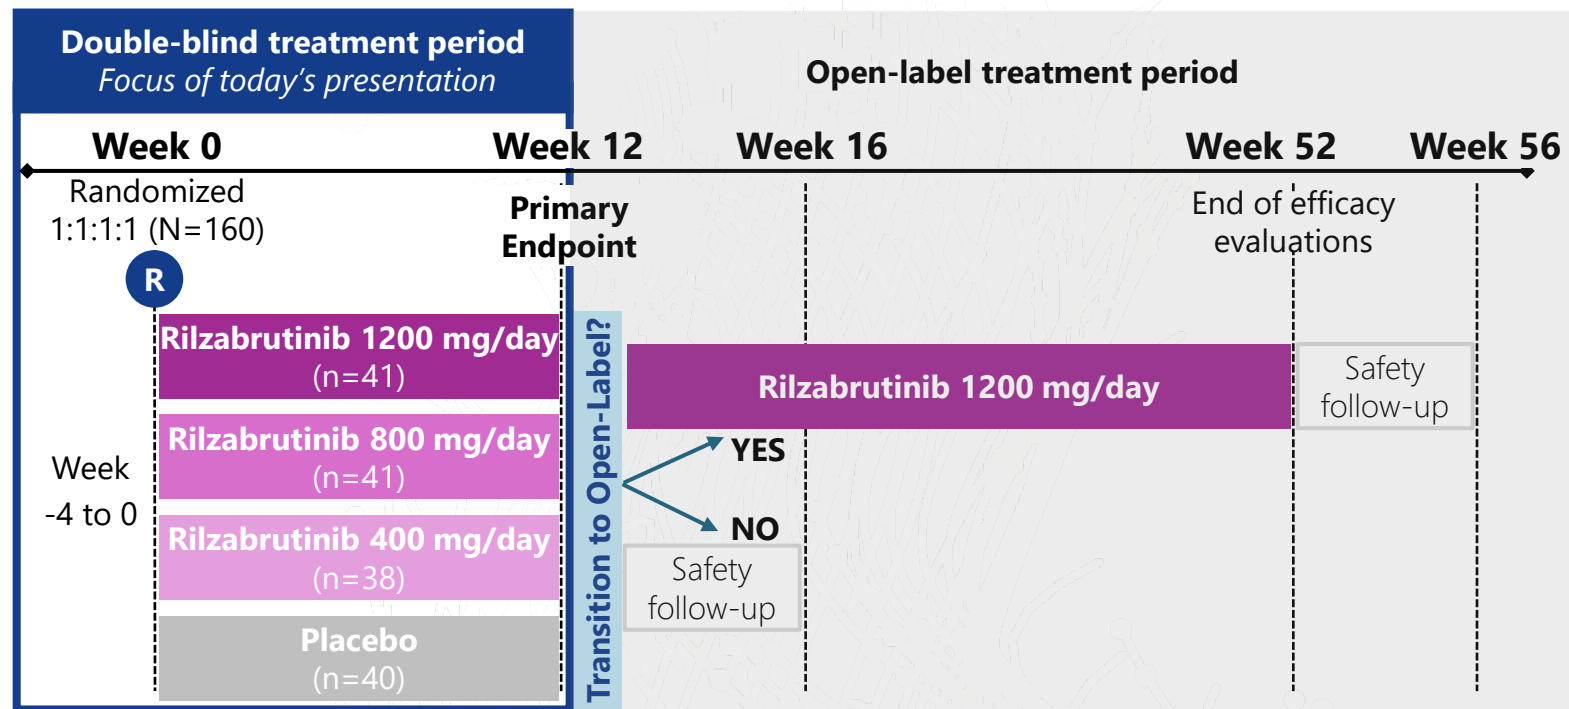 Double-blind treatment period
Focus of today's presentation
Open-label treatment period
Week 0
Week 12
Week 16
Week 52
Week 56
Randomized
1:1:1:1 (N=160)
Primary
Endpoint
End of efficacy
evaluations
R
Week
-4 to 0
Rilzabrutinib 1200 mg/day
(n=41)
Rilzabrutinib 800 mg/day
(n=41)
Rilzabrutinib 400 mg/day
(n=38)
Placebo
(n=40)
Transition to Open-Label?
Rilzabrutinib 1200 mg/day
Safety
follow-up
YES
NO
Safety
follow-up